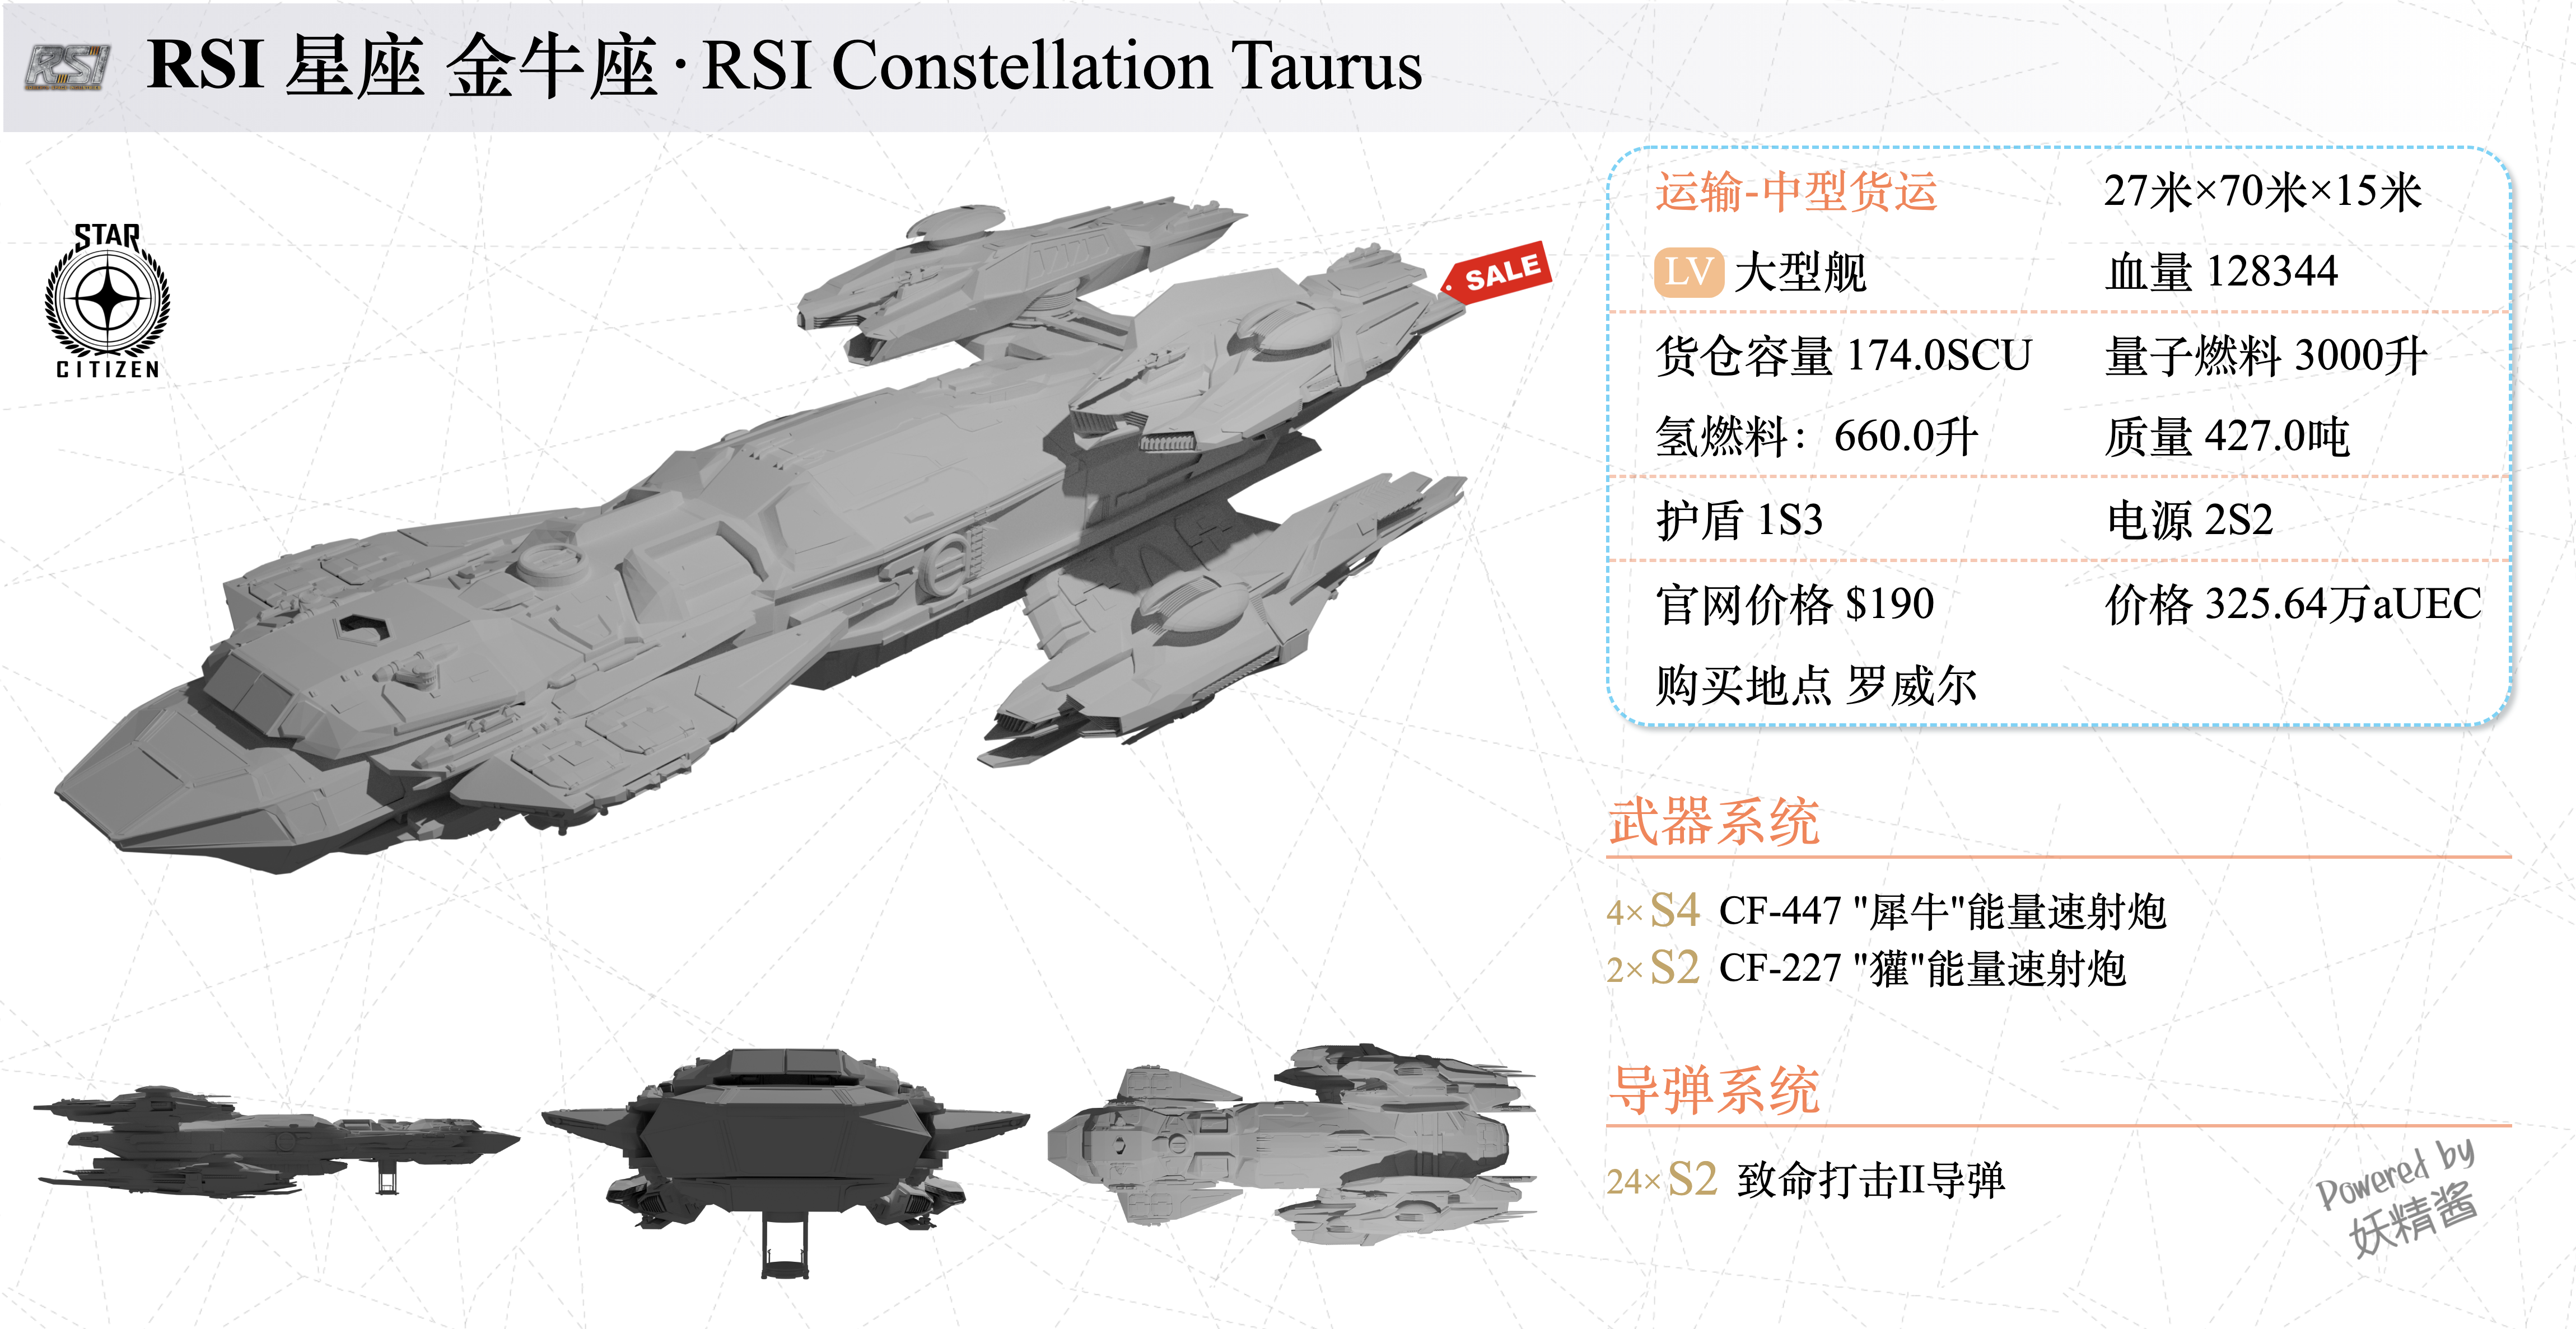 RSI 星座 金牛座·RSI Constellation Taurus
STAR
CITIZEN
SALE
运输-中型货运 27米×70米×15米
LV 大型舰 血量 128344
货仓容量 174.0SCU 量子燃料 3000升
氢燃料：660.0升 质量 427.0吨
护盾 1S3 电源 2S2
官网价格 $190 价格 325.64万aUEC
购买地点 罗威尔
武器系统
4× S4 CF-447 "犀牛"能量速射炮
2× S2 CF-227 "獾"能量速射炮
导弹系统
24× S2 致命打击II导弹
Powered by
妖精酱